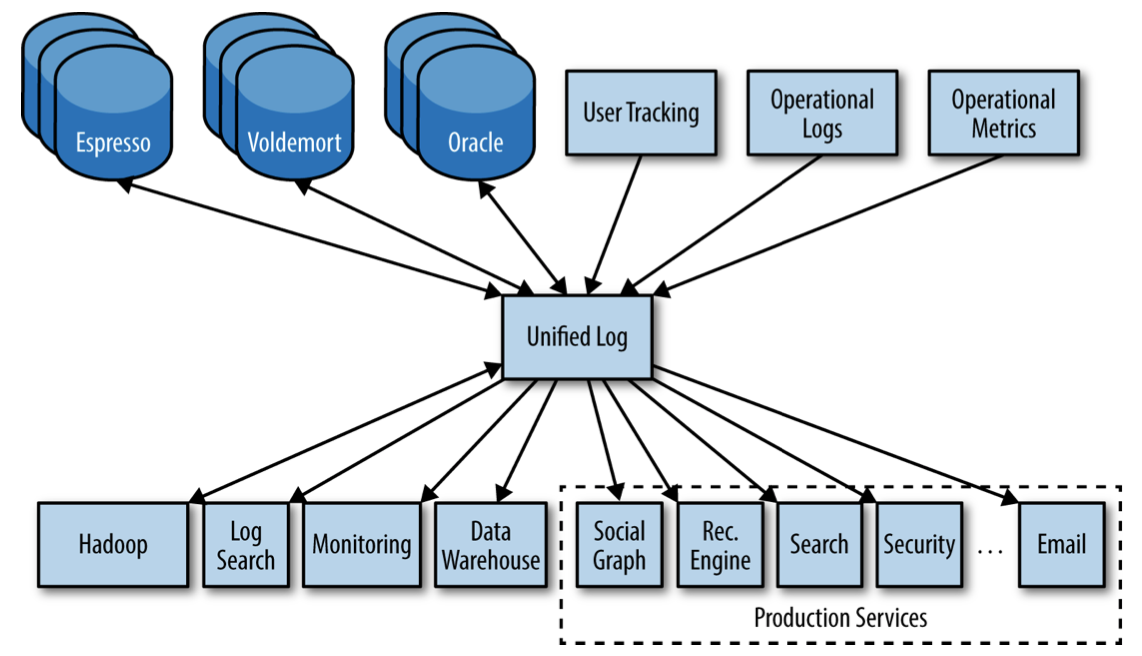 Espresso
Voldemort
Oracle
User Tracking
Operational
Logs
Operational
Metrics
Unified Log
Hadoop
Log
Search
Monitoring
Data
Warehouse
Social
Graph
Rec.
Engine
Search
Security
...
Email
Production Services